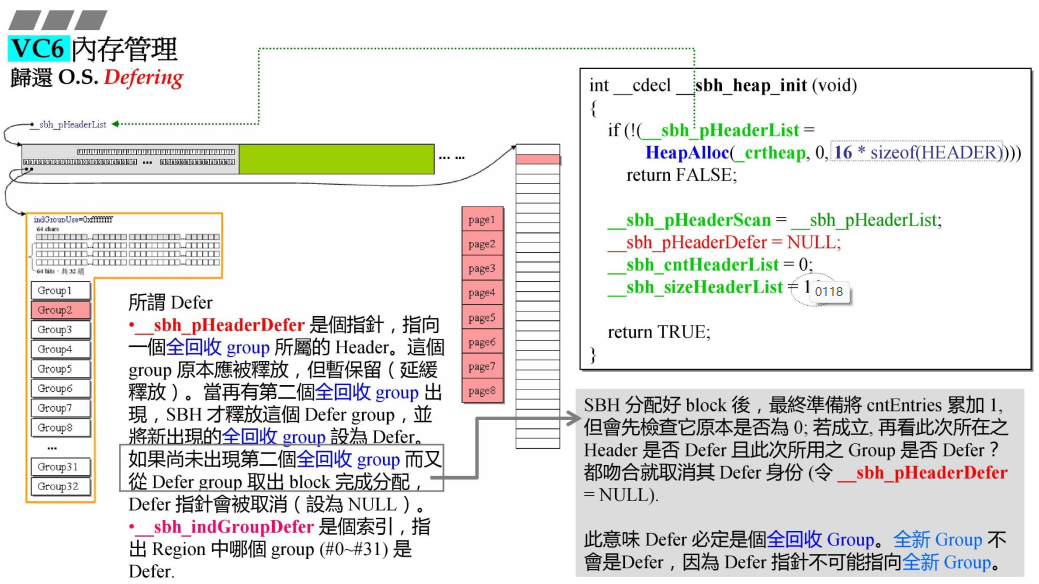 VC6 內存管理
歸還 O.S. Defering
__sbh_pHeaderList
... ...
indGroupUse=0xffffffff
64 chars
...
64 bits，共 32 組
Group1
Group2
Group3
Group4
Group5
Group6
Group7
Group8
...
Group31
Group32
page1
page2
page3
page4
page5
page6
page7
page8
所謂 Defer
•__sbh_pHeaderDefer 是個指針，指向
一個全回收 group 所屬的 Header。這個
group 原本應被釋放，但暫保留（延緩
釋放）。當再有第二個全回收 group 出
現，SBH 才釋放這個 Defer group，並
將新出現的全回收 group 設為 Defer。
如果尚未出現第二個全回收 group 而又
從 Defer group 取出 block 完成分配，
Defer 指針會被取消（設為 NULL）。
•__sbh_indGroupDefer 是個索引，指
出 Region 中哪個 group (#0~#31) 是
Defer.
int __cdecl __sbh_heap_init (void)
{
if (!(__sbh_pHeaderList =
HeapAlloc(_crtheap, 0, 16 * sizeof(HEADER))))
return FALSE;
__sbh_pHeaderScan = __sbh_pHeaderList;
__sbh_pHeaderDefer = NULL;
__sbh_cntHeaderList = 0;
__sbh_sizeHeaderList = 1
0118
return TRUE;
}
SBH 分配好 block 後，最終準備將 cntEntries 累加 1,
但會先檢查它原本是否為 0; 若成立, 再看此次所在之
Header 是否 Defer 且此次所用之 Group 是否 Defer？
都吻合就取消其 Defer 身份 (令 __sbh_pHeaderDefer
= NULL).
此意味 Defer 必定是個全回收 Group。全新 Group 不
會是Defer，因為 Defer 指針不可能指向全新 Group。